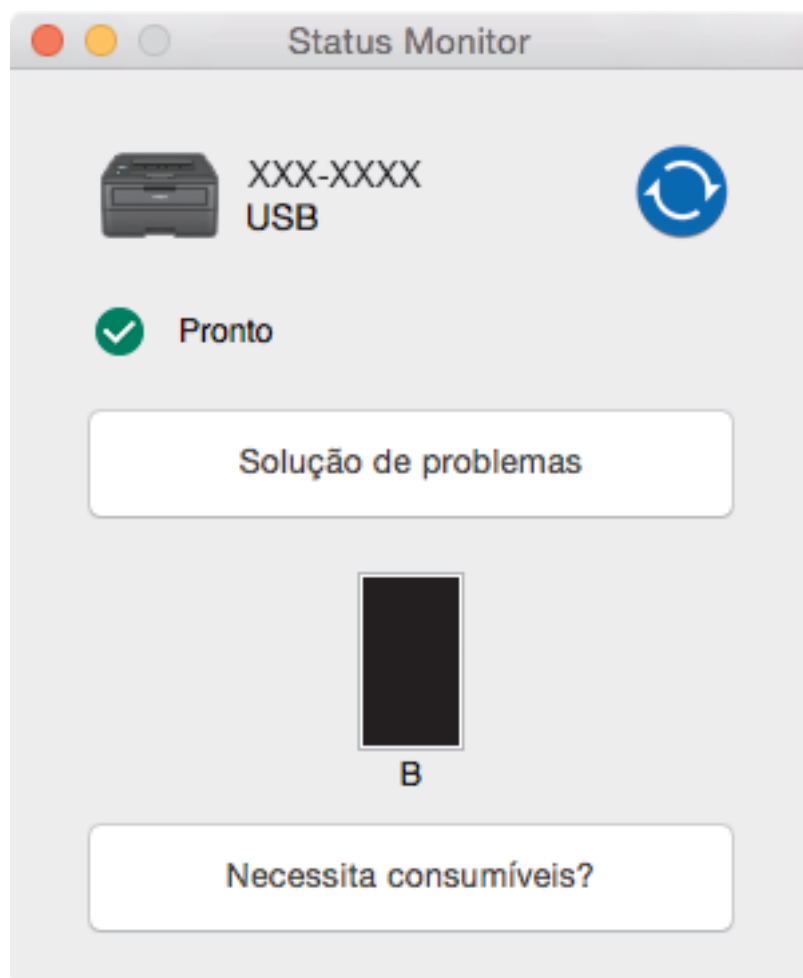 Status Monitor
XXX-XXXX
USB
Pronto
Solução de problemas
B
Necessita consumíveis?